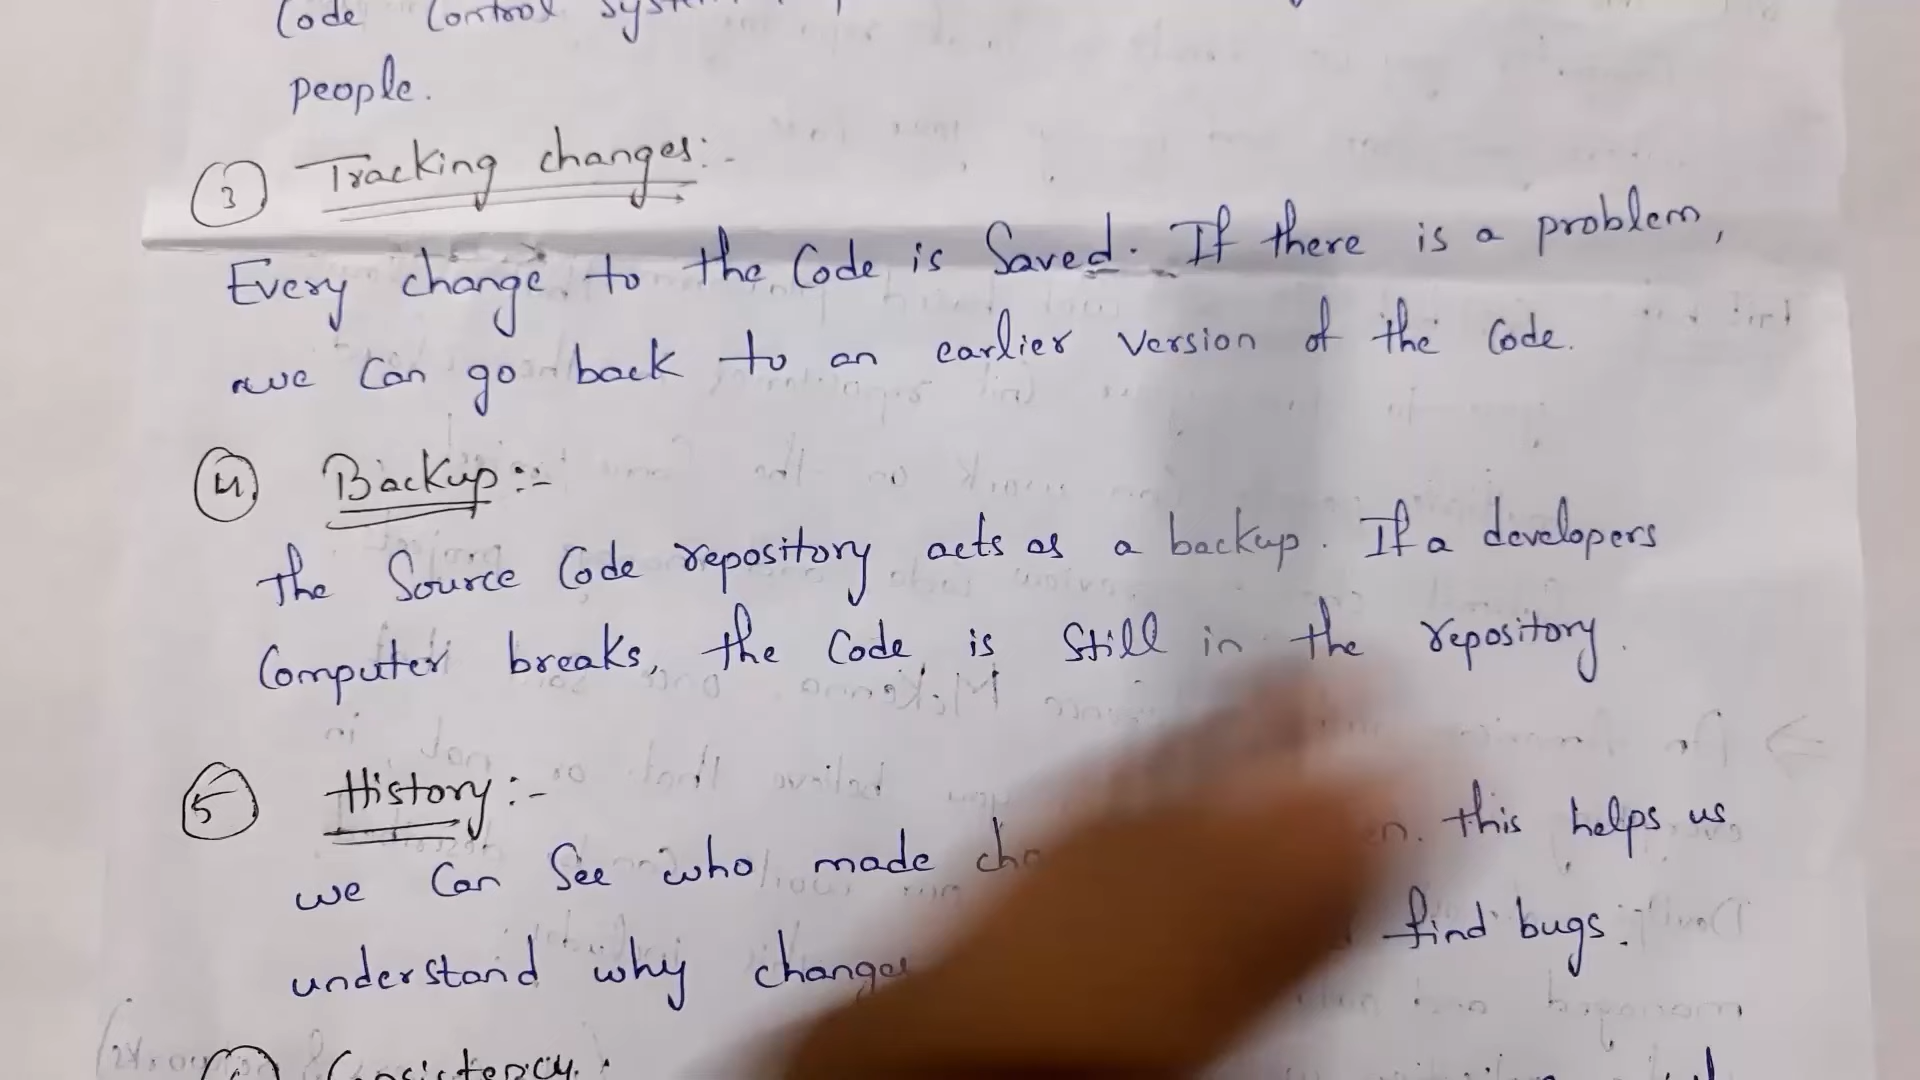 Code Control
people.
3 Tracking changes:-
Every change to the Code is Saved. If there is a problem,
we Can go back to an earlier version of the Code.
4 Backup:-
the Source Code repository acts as a backup. If a developers
Computer breaks, the Code is Still in the repository.
5 History:-
we Can See who made this helps us
understand why find bugs.
Consistency: